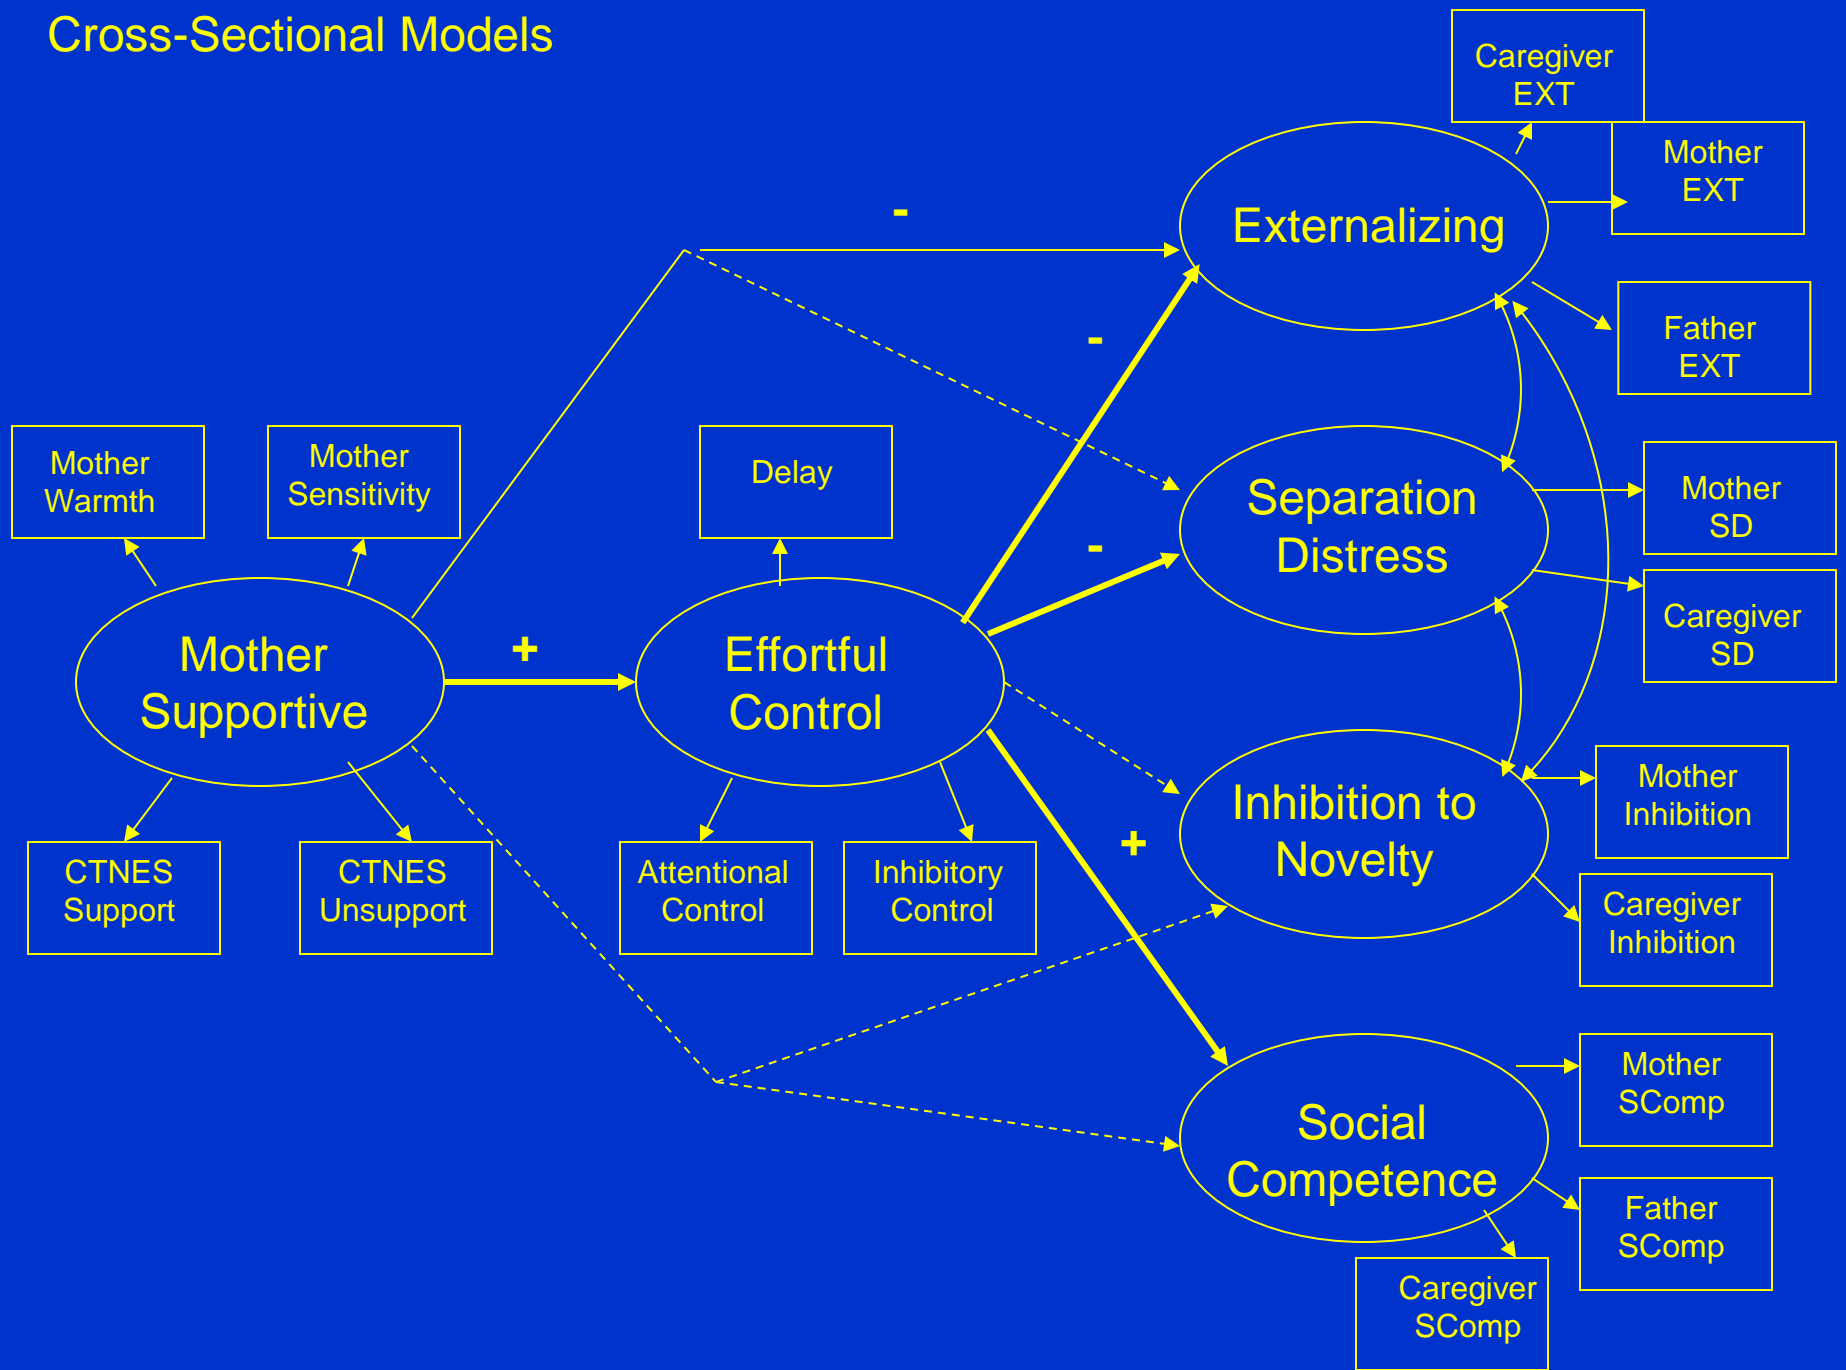 Cross-Sectional Models
Caregiver
EXT
Mother
EXT
-
Externalizing
Father
EXT
-
Mother
Warmth
Mother
Sensitivity
Delay
Separation
Distress
Mother
SD
-
Caregiver
SD
Mother
Supportive
+
Effortful
Control
Inhibition to
Novelty
Mother
Inhibition
+
CTNES
Support
CTNES
Unsupport
Attentional
Control
Inhibitory
Control
Caregiver
Inhibition
Social
Competence
Mother
SComp
Father
SComp
Caregiver
SComp